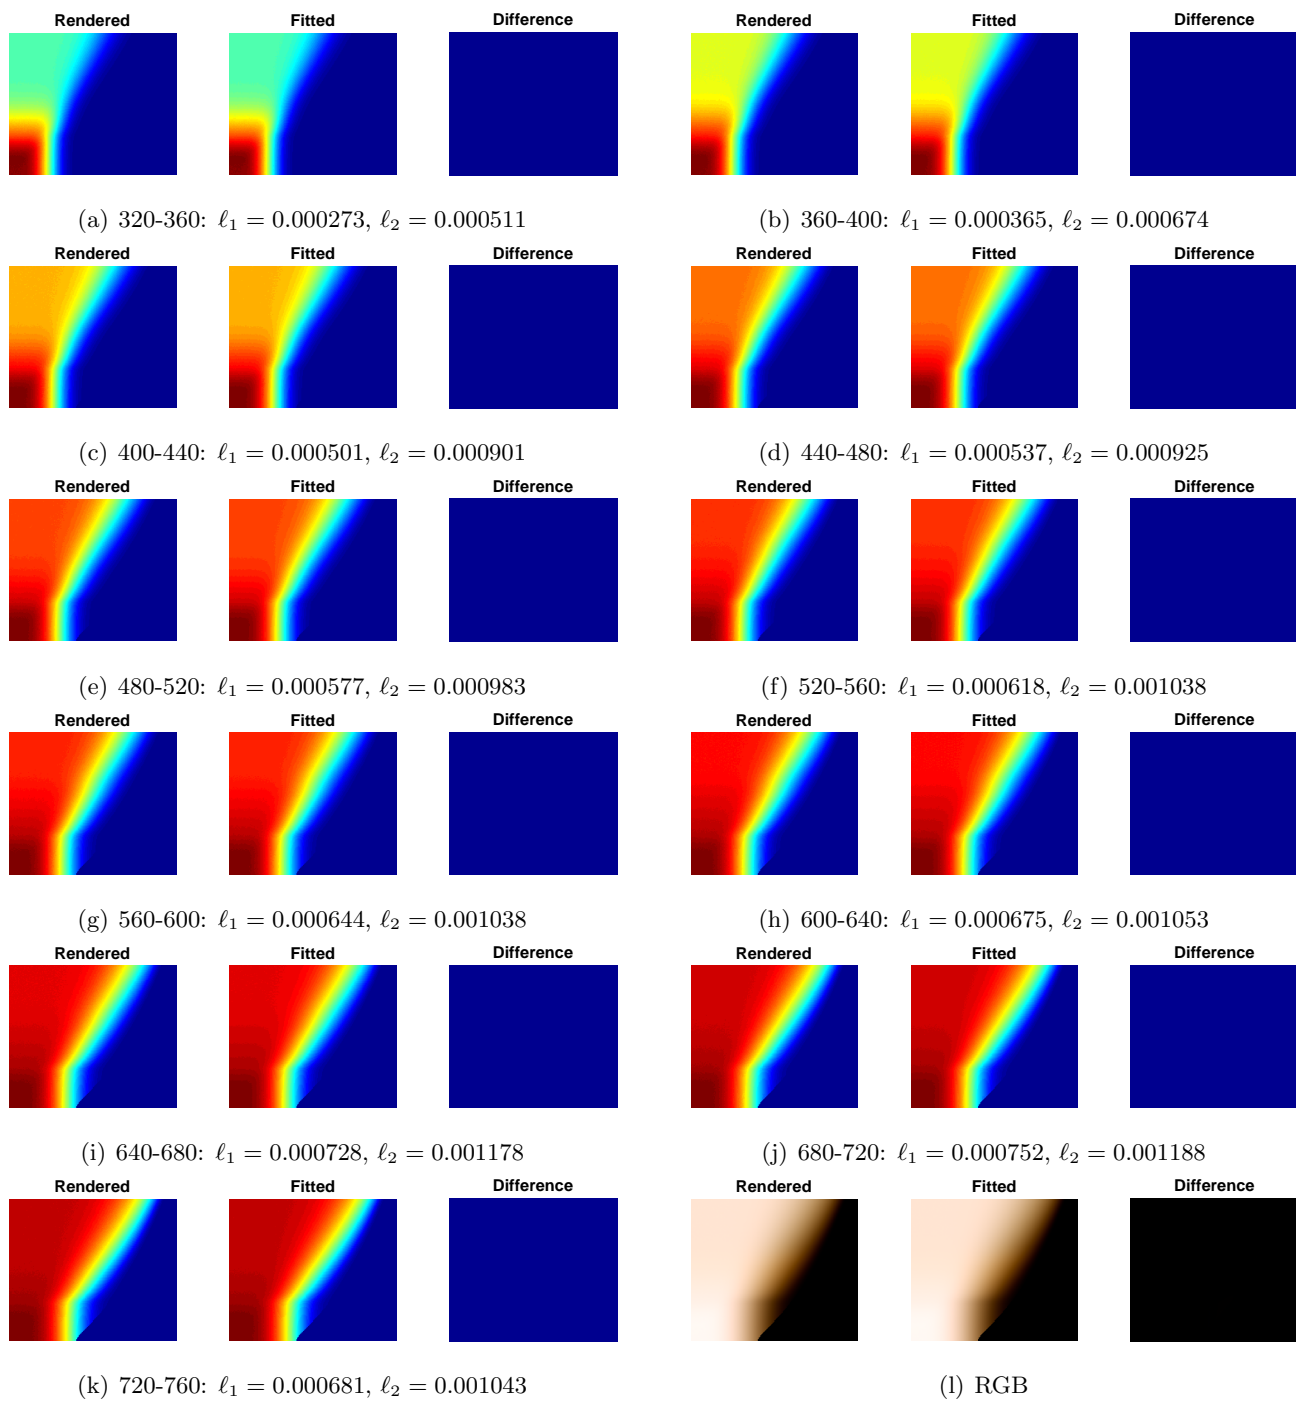 Rendered Fitted Difference Rendered Fitted Difference
(a) 320-360: ℓ1 = 0.000273, ℓ2 = 0.000511 (b) 360-400: ℓ1 = 0.000365, ℓ2 = 0.000674
Rendered Fitted Difference Rendered Fitted Difference
(c) 400-440: ℓ1 = 0.000501, ℓ2 = 0.000901 (d) 440-480: ℓ1 = 0.000537, ℓ2 = 0.000925
Rendered Fitted Difference Rendered Fitted Difference
(e) 480-520: ℓ1 = 0.000577, ℓ2 = 0.000983 (f) 520-560: ℓ1 = 0.000618, ℓ2 = 0.001038
Rendered Fitted Difference Rendered Fitted Difference
(g) 560-600: ℓ1 = 0.000644, ℓ2 = 0.001038 (h) 600-640: ℓ1 = 0.000675, ℓ2 = 0.001053
Rendered Fitted Difference Rendered Fitted Difference
(i) 640-680: ℓ1 = 0.000728, ℓ2 = 0.001178 (j) 680-720: ℓ1 = 0.000752, ℓ2 = 0.001188
Rendered Fitted Difference Rendered Fitted Difference
(k) 720-760: ℓ1 = 0.000681, ℓ2 = 0.001043 (l) RGB